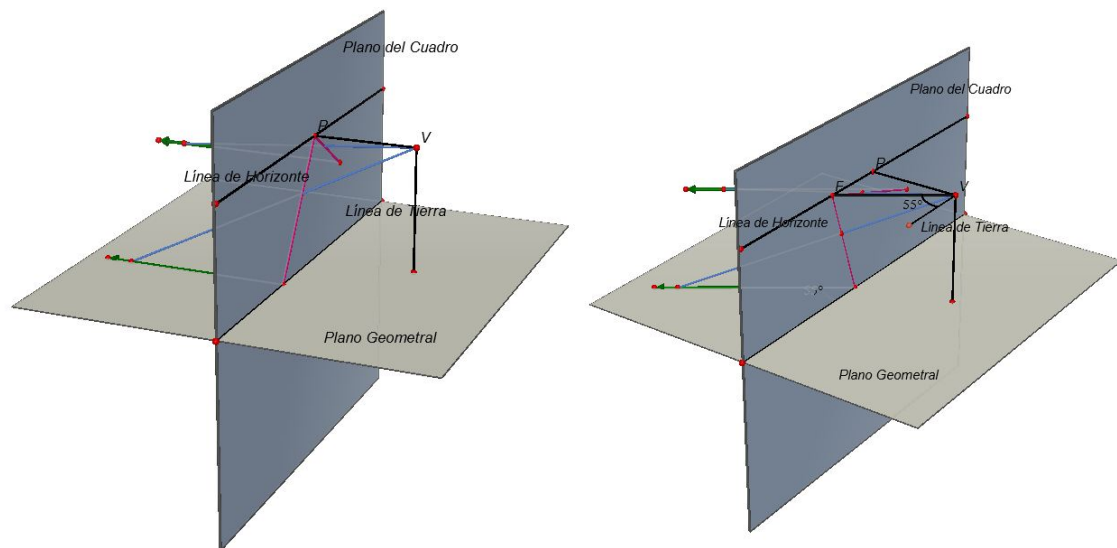 Plano del Cuadro
P
V
Línea de Horizonte
Línea de Tierra
Plano Geometral
Plano del Cuadro
P
F
V
55°
Línea de Horizonte
Línea de Tierra
Plano Geometral